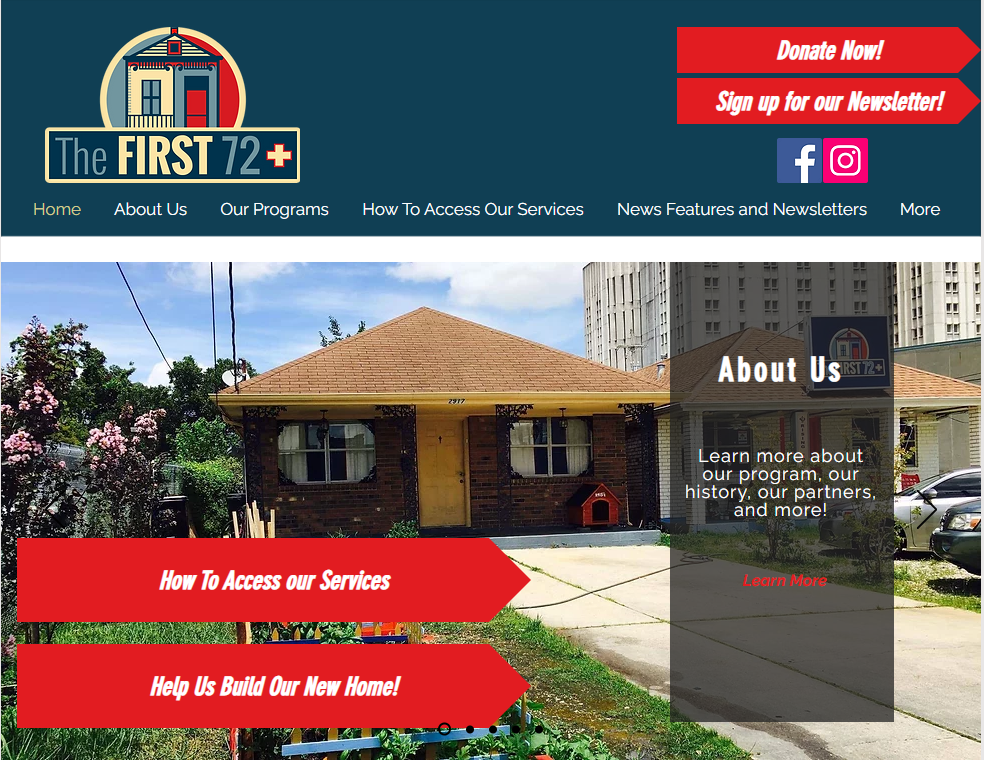 The FIRST 72+
Donate Now!
Sign up for our Newsletter!
f
Home About Us Our Programs How To Access Our Services News Features and Newsletters More
2917
About Us
RST 72+
Learn more about
our program, our
history, our partners,
and more!
Learn More
How To Access our Services
Help Us Build Our New Home!